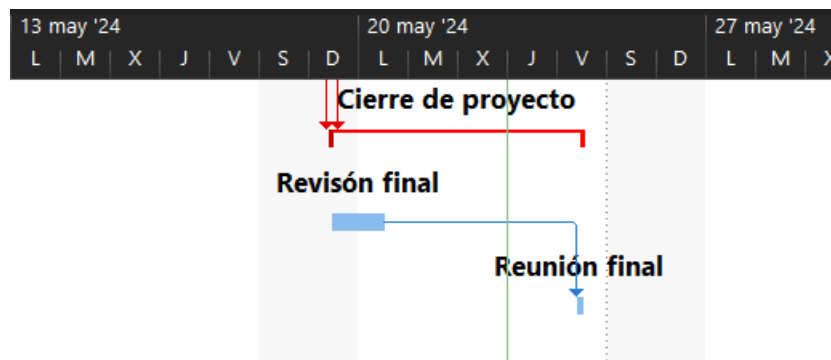 13 may '24 20 may '24 27 may '24
L M X J V S D L M X J V S D L M X
Cierre de proyecto
Revisón final
Reunión final